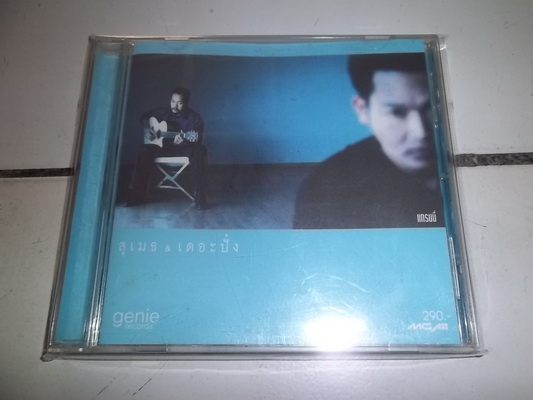 แกรมมี่
สุเมธ & เดอะปั๋ง
genie
records
290.-
MGA